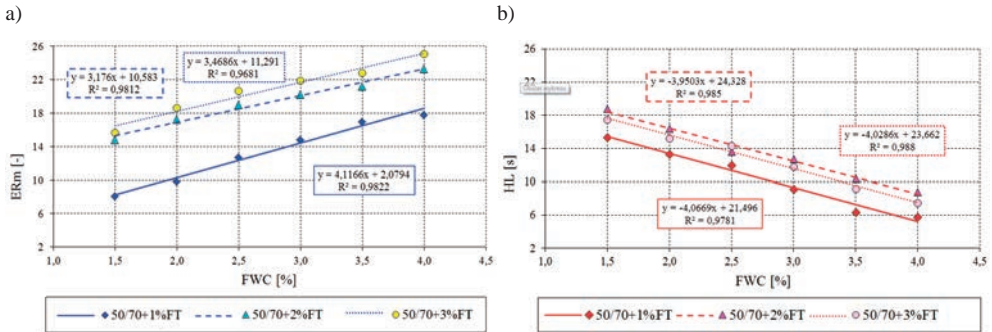 a)
26
22
18
14
10
6
2
ERm [-]
y = 3,176x + 10,583
R² = 0,9812
y = 3,4686x + 11,291
R² = 0,9681
y = 4,1166x + 2,0794
R² = 0,9822
1,0 1,5 2,0 2,5 3,0 3,5 4,0 4,5
FWC [%]
50/70+1%FT 50/70+2%FT 50/70+3%FT
b)
26
22
18
14
10
6
2
HL [s]
y = -3,9503x + 24,328
R² = 0,985
y = -4,0286x + 23,662
R² = 0,988
y = -4,0669x + 21,496
R² = 0,9781
1,0 1,5 2,0 2,5 3,0 3,5 4,0 4,5
FWC [%]
50/70+1%FT 50/70+2%FT 50/70+3%FT